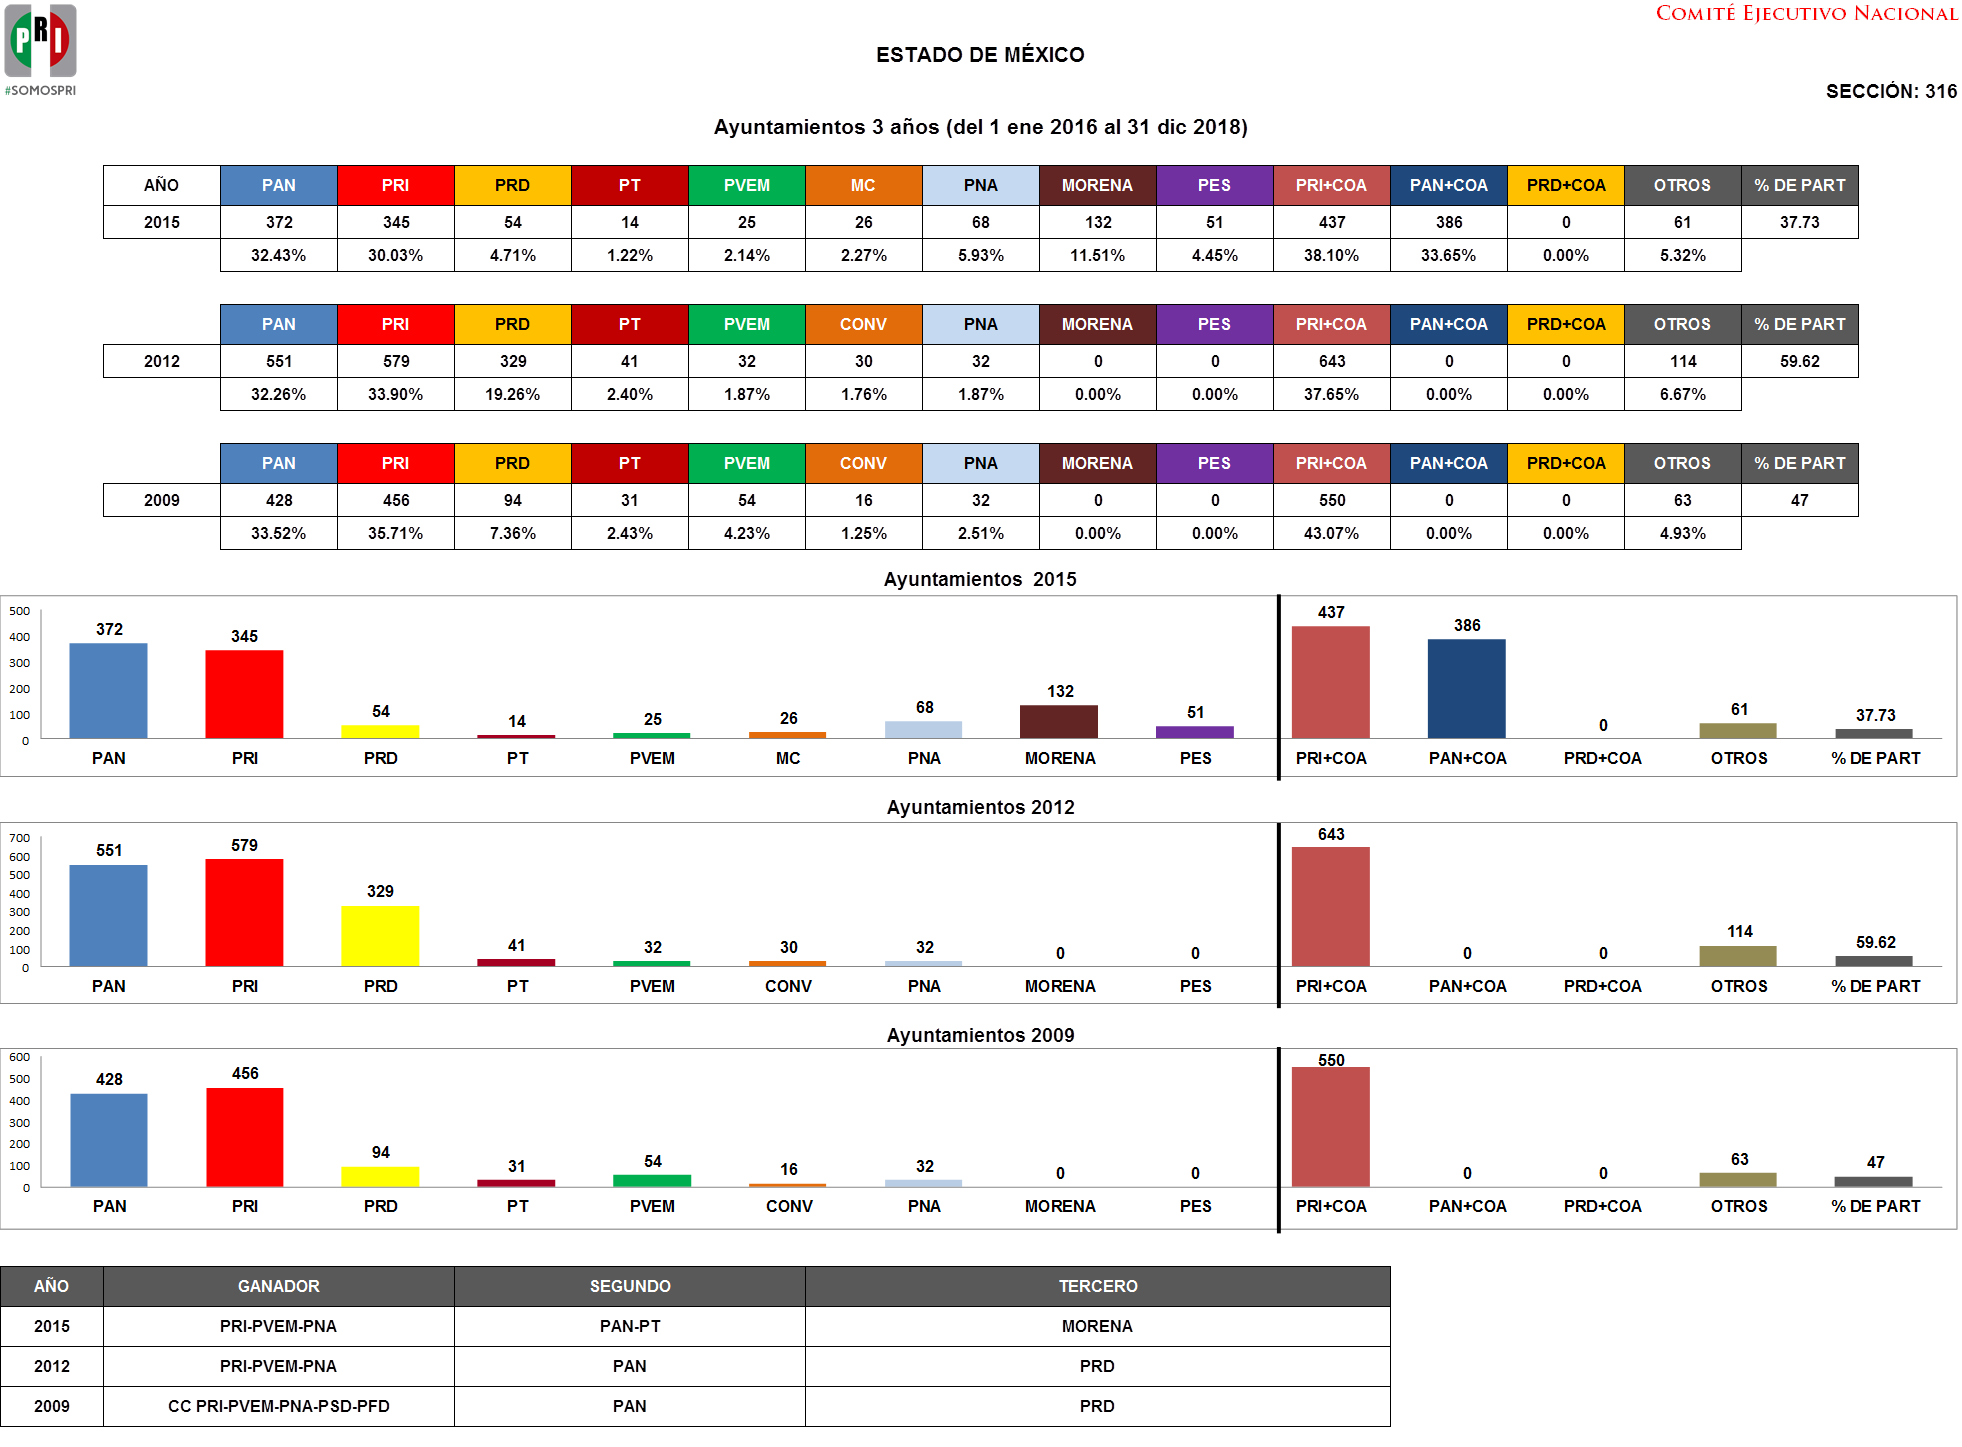 PRI
#SOMOSPRI
COMITÉ EJECUTIVO NACIONAL
ESTADO DE MÉXICO
SECCIÓN: 316
Ayuntamientos 3 años (del 1 ene 2016 al 31 dic 2018)
AÑO PAN PRI PRD PT PVEM MC PNA MORENA PES PRI+COA PAN+COA PRD+COA OTROS % DE PART
2015 372 345 54 14 25 26 68 132 51 437 386 0 61 37.73
32.43% 30.03% 4.71% 1.22% 2.14% 2.27% 5.93% 11.51% 4.45% 38.10% 33.65% 0.00% 5.32%
PAN PRI PRD PT PVEM CONV PNA MORENA PES PRI+COA PAN+COA PRD+COA OTROS % DE PART
2012 551 579 329 41 32 30 32 0 0 643 0 0 114 59.62
32.26% 33.90% 19.26% 2.40% 1.87% 1.76% 1.87% 0.00% 0.00% 37.65% 0.00% 0.00% 6.67%
PAN PRI PRD PT PVEM CONV PNA MORENA PES PRI+COA PAN+COA PRD+COA OTROS % DE PART
2009 428 456 94 31 54 16 32 0 0 550 0 0 63 47
33.52% 35.71% 7.36% 2.43% 4.23% 1.25% 2.51% 0.00% 0.00% 43.07% 0.00% 0.00% 4.93%
Ayuntamientos 2015
500
400
300
200
100
0
372 345 54 14 25 26 68 132 51 437 386 0 61 37.73
PAN PRI PRD PT PVEM MC PNA MORENA PES PRI+COA PAN+COA PRD+COA OTROS % DE PART
Ayuntamientos 2012
700
600
500
400
300
200
100
0
551 579 329 41 32 30 32 0 0 643 0 0 114 59.62
PAN PRI PRD PT PVEM CONV PNA MORENA PES PRI+COA PAN+COA PRD+COA OTROS % DE PART
Ayuntamientos 2009
600
500
400
300
200
100
0
428 456 94 31 54 16 32 0 0 550 0 0 63 47
PAN PRI PRD PT PVEM CONV PNA MORENA PES PRI+COA PAN+COA PRD+COA OTROS % DE PART
AÑO GANADOR SEGUNDO TERCERO
2015 PRI-PVEM-PNA PAN-PT MORENA
2012 PRI-PVEM-PNA PAN PRD
2009 CC PRI-PVEM-PNA-PSD-PFD PAN PRD